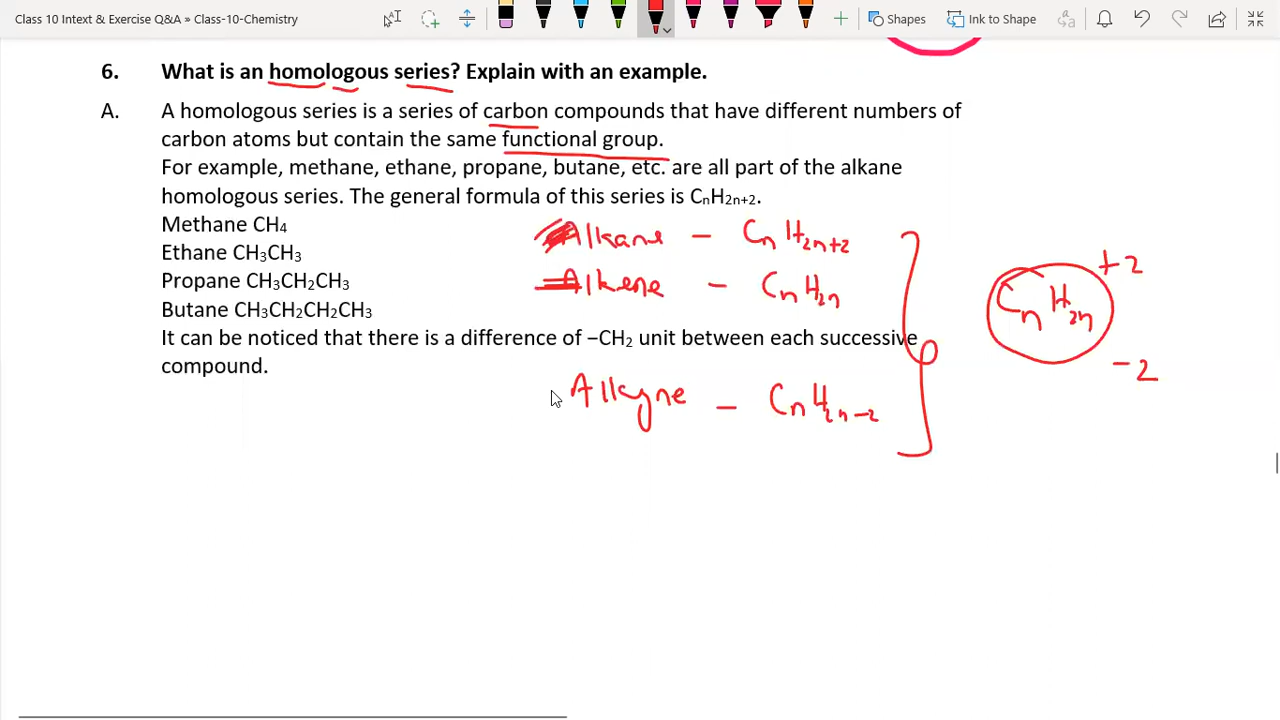 Class 10 Intext & Exercise Q&A » Class-10-Chemistry
Shapes
Ink to Shape
6. What is an homologous series? Explain with an example.
A. A homologous series is a series of carbon compounds that have different numbers of
carbon atoms but contain the same functional group.
For example, methane, ethane, propane, butane, etc. are all part of the alkane
homologous series. The general formula of this series is CₙH₂ₙ₊₂.
Methane CH₄
Ethane CH₃CH₃
Propane CH₃CH₂CH₃
Butane CH₃CH₂CH₂CH₃
It can be noticed that there is a difference of −CH₂ unit between each successive
compound.
Alkane – CₙH₂ₙ₊₂
Alkene – CₙH₂ₙ
Alkyne – CₙH₂ₙ₋₂
+2
CₙH₂ₙ
−2